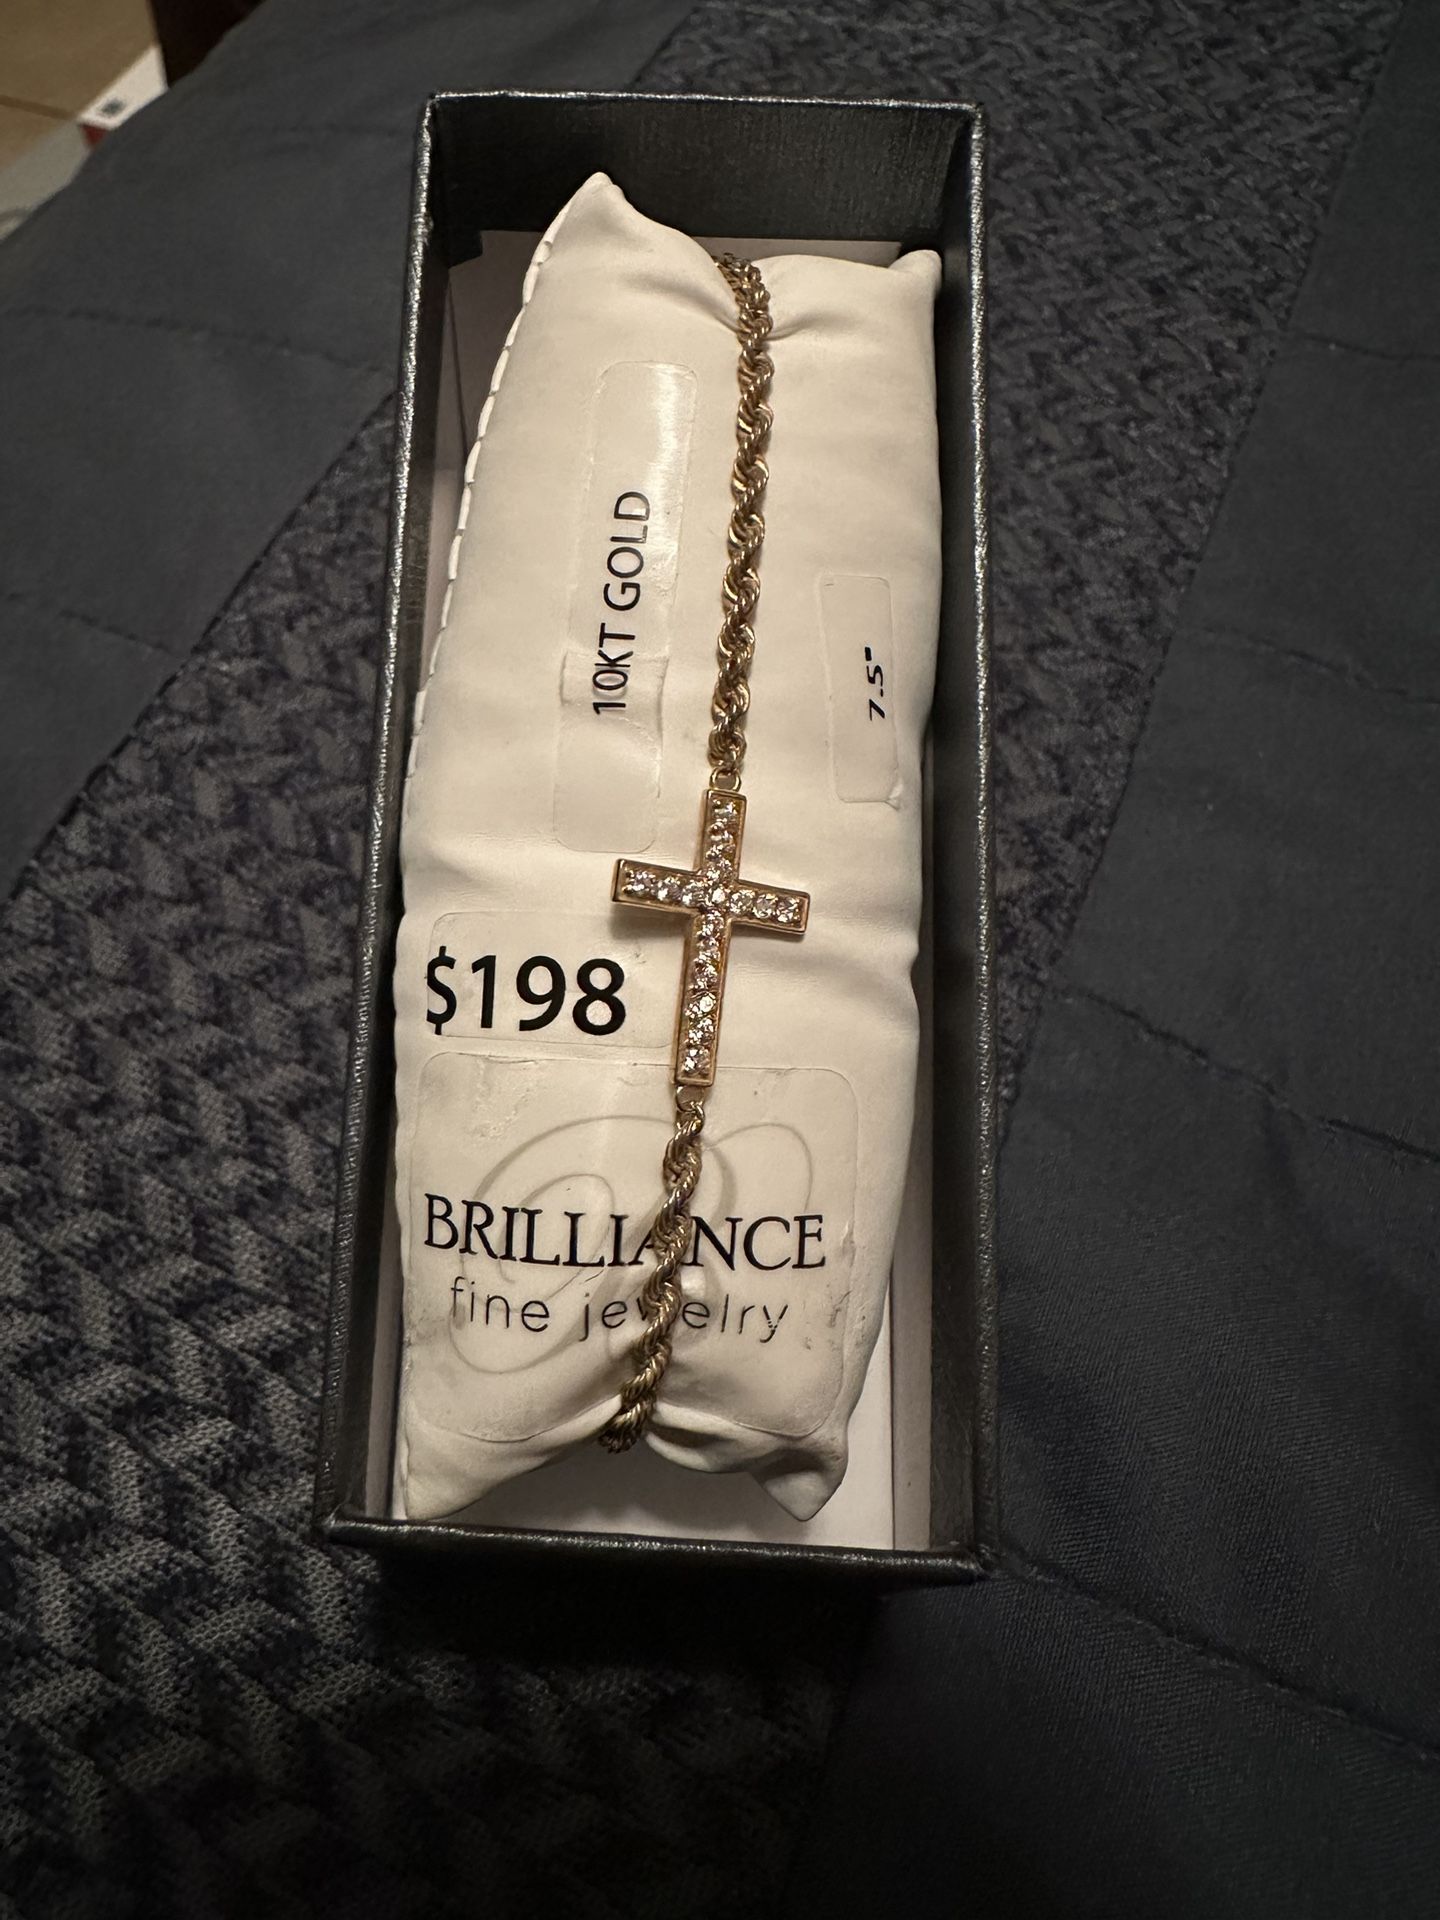 10KT GOLD
7.5"
$198
BRILLIANCE
fine jewelry